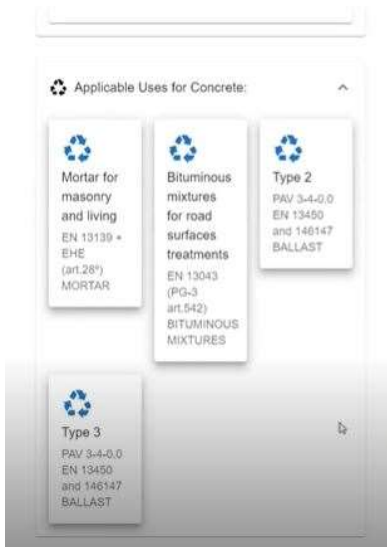 Applicable Uses for Concrete:
Mortar for
masonry
and living
EN 13139 +
EHE
(art.28º)
MORTAR
Bituminous
mixtures
for road
surfaces
treatments
EN 13043
(PG-3
art.542)
BITUMINOUS
MIXTURES
Type 2
PAV 3-4-0.0
EN 13450
and 146147
BALLAST
Type 3
PAV 3-4-0.0
EN 13450
and 146147
BALLAST